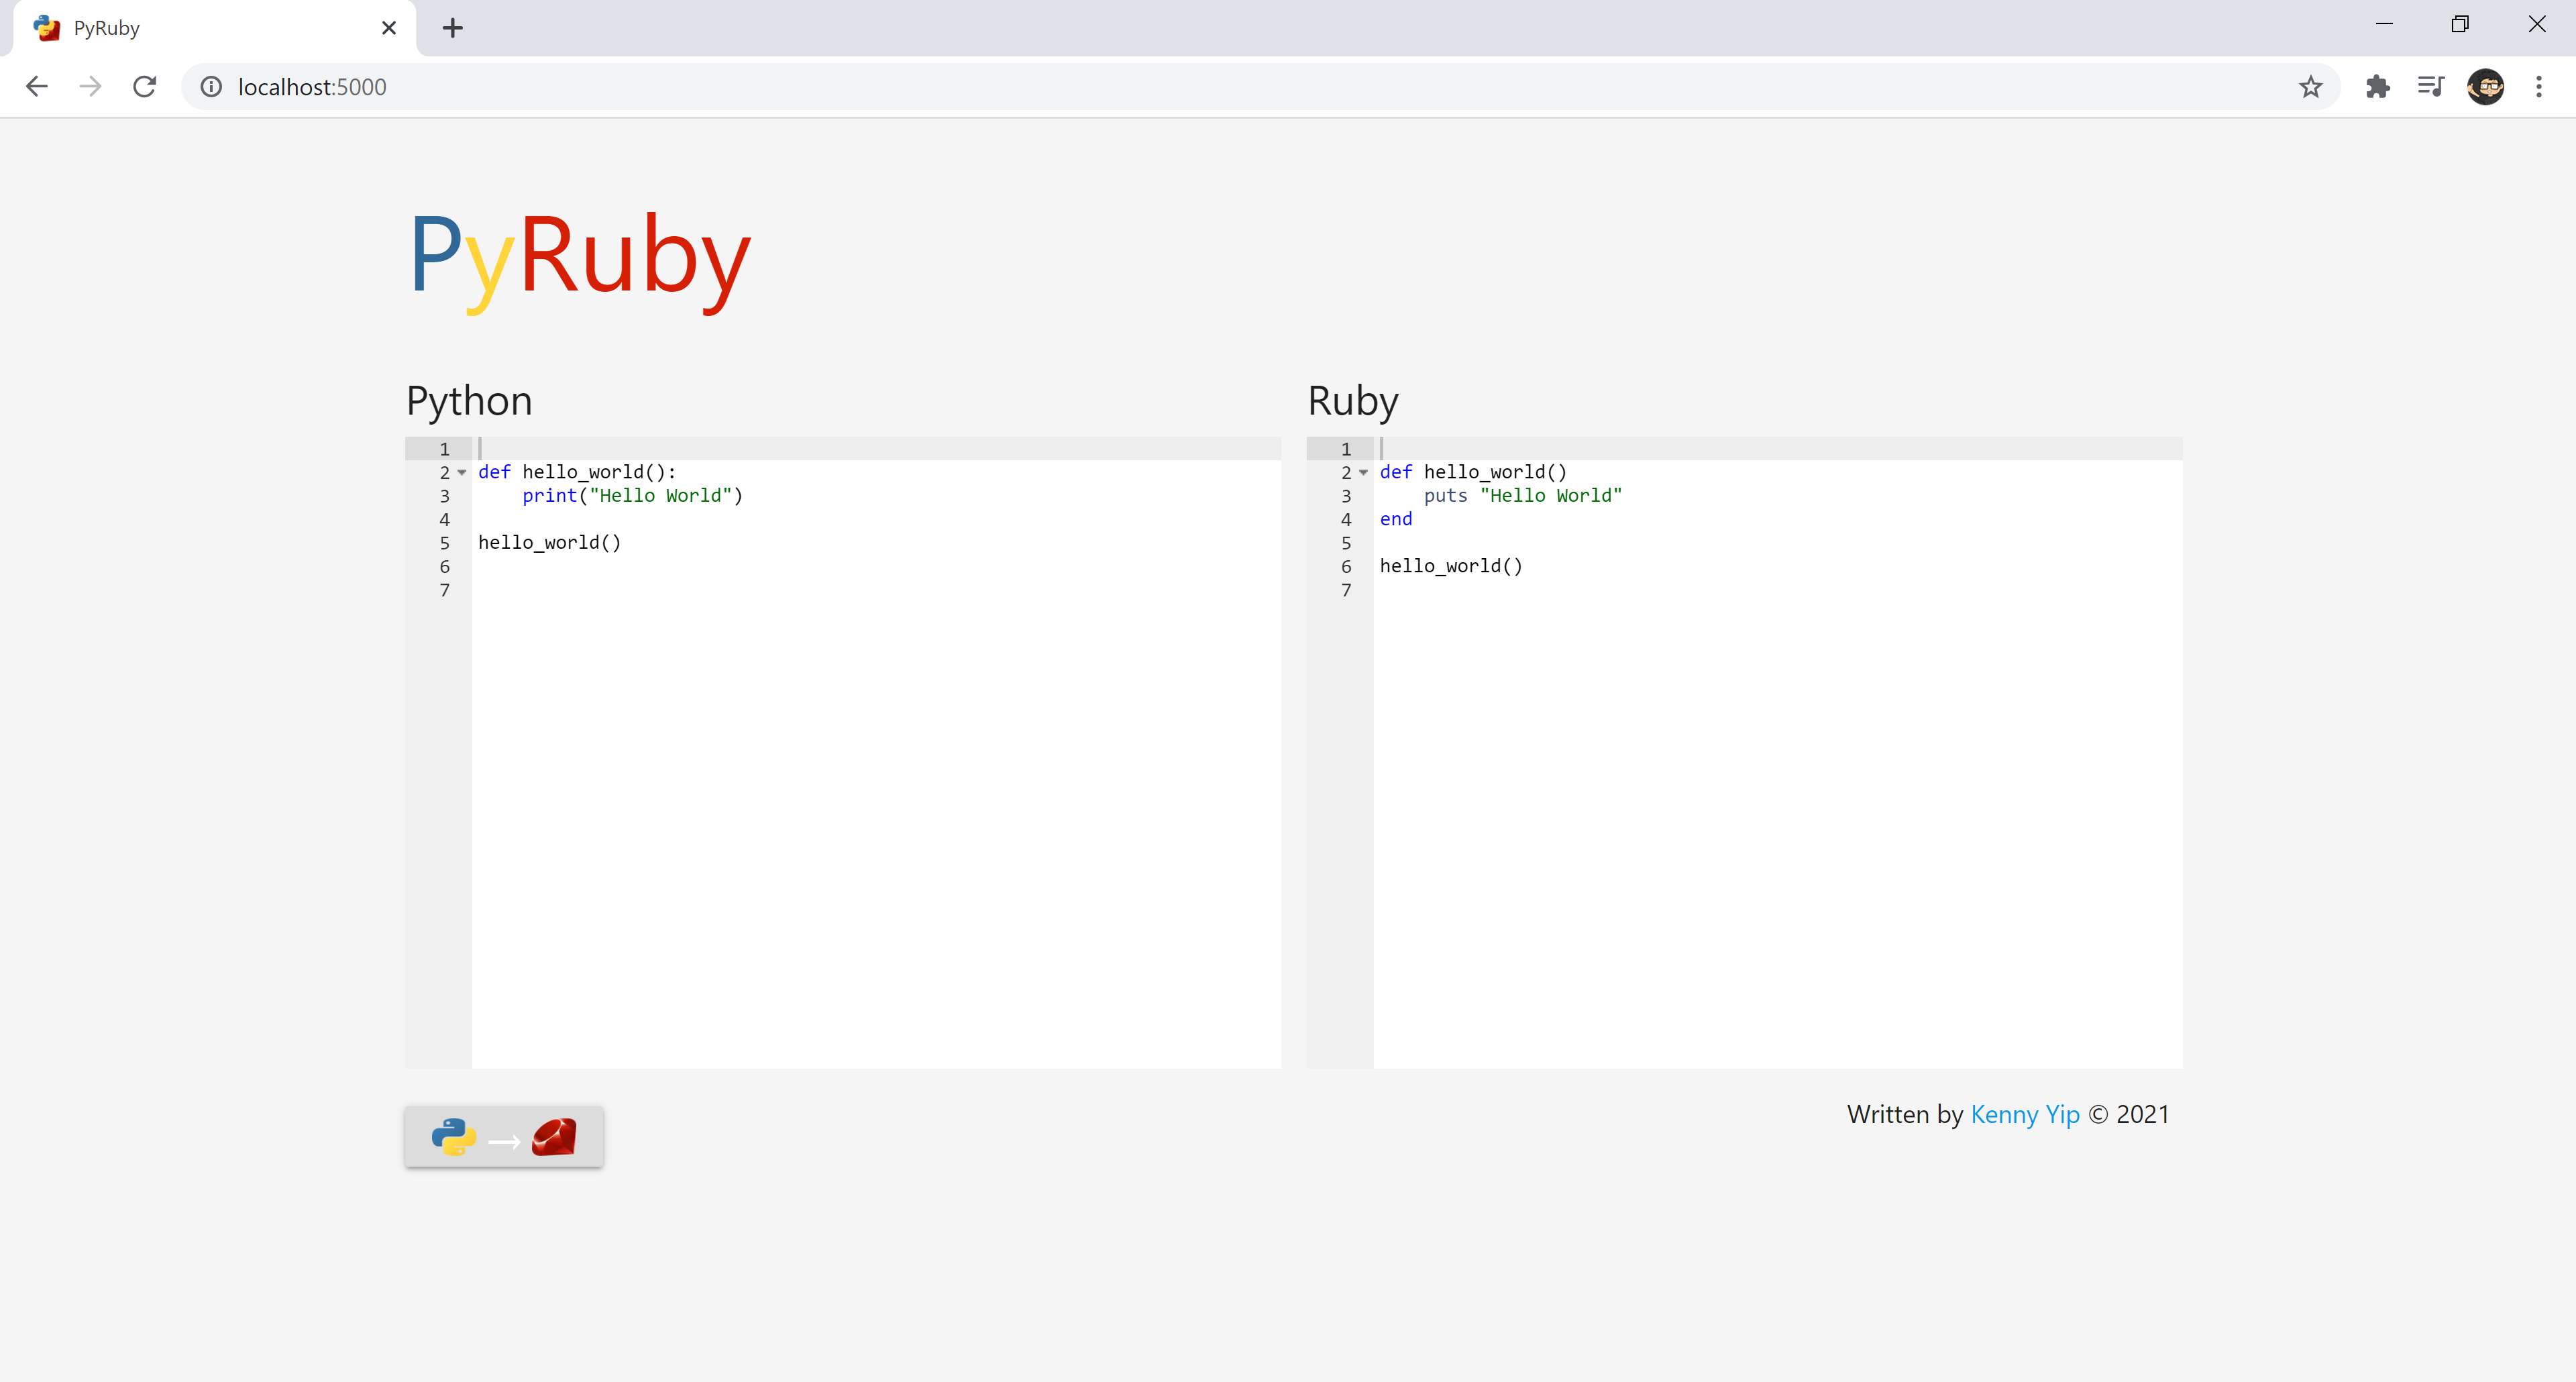 PyRuby
localhost:5000
PyRuby
Python
1
2 def hello_world():
3     print("Hello World")
4
5 hello_world()
6
7
Ruby
1
2 def hello_world()
3     puts "Hello World"
4 end
5
6 hello_world()
7
Written by Kenny Yip © 2021